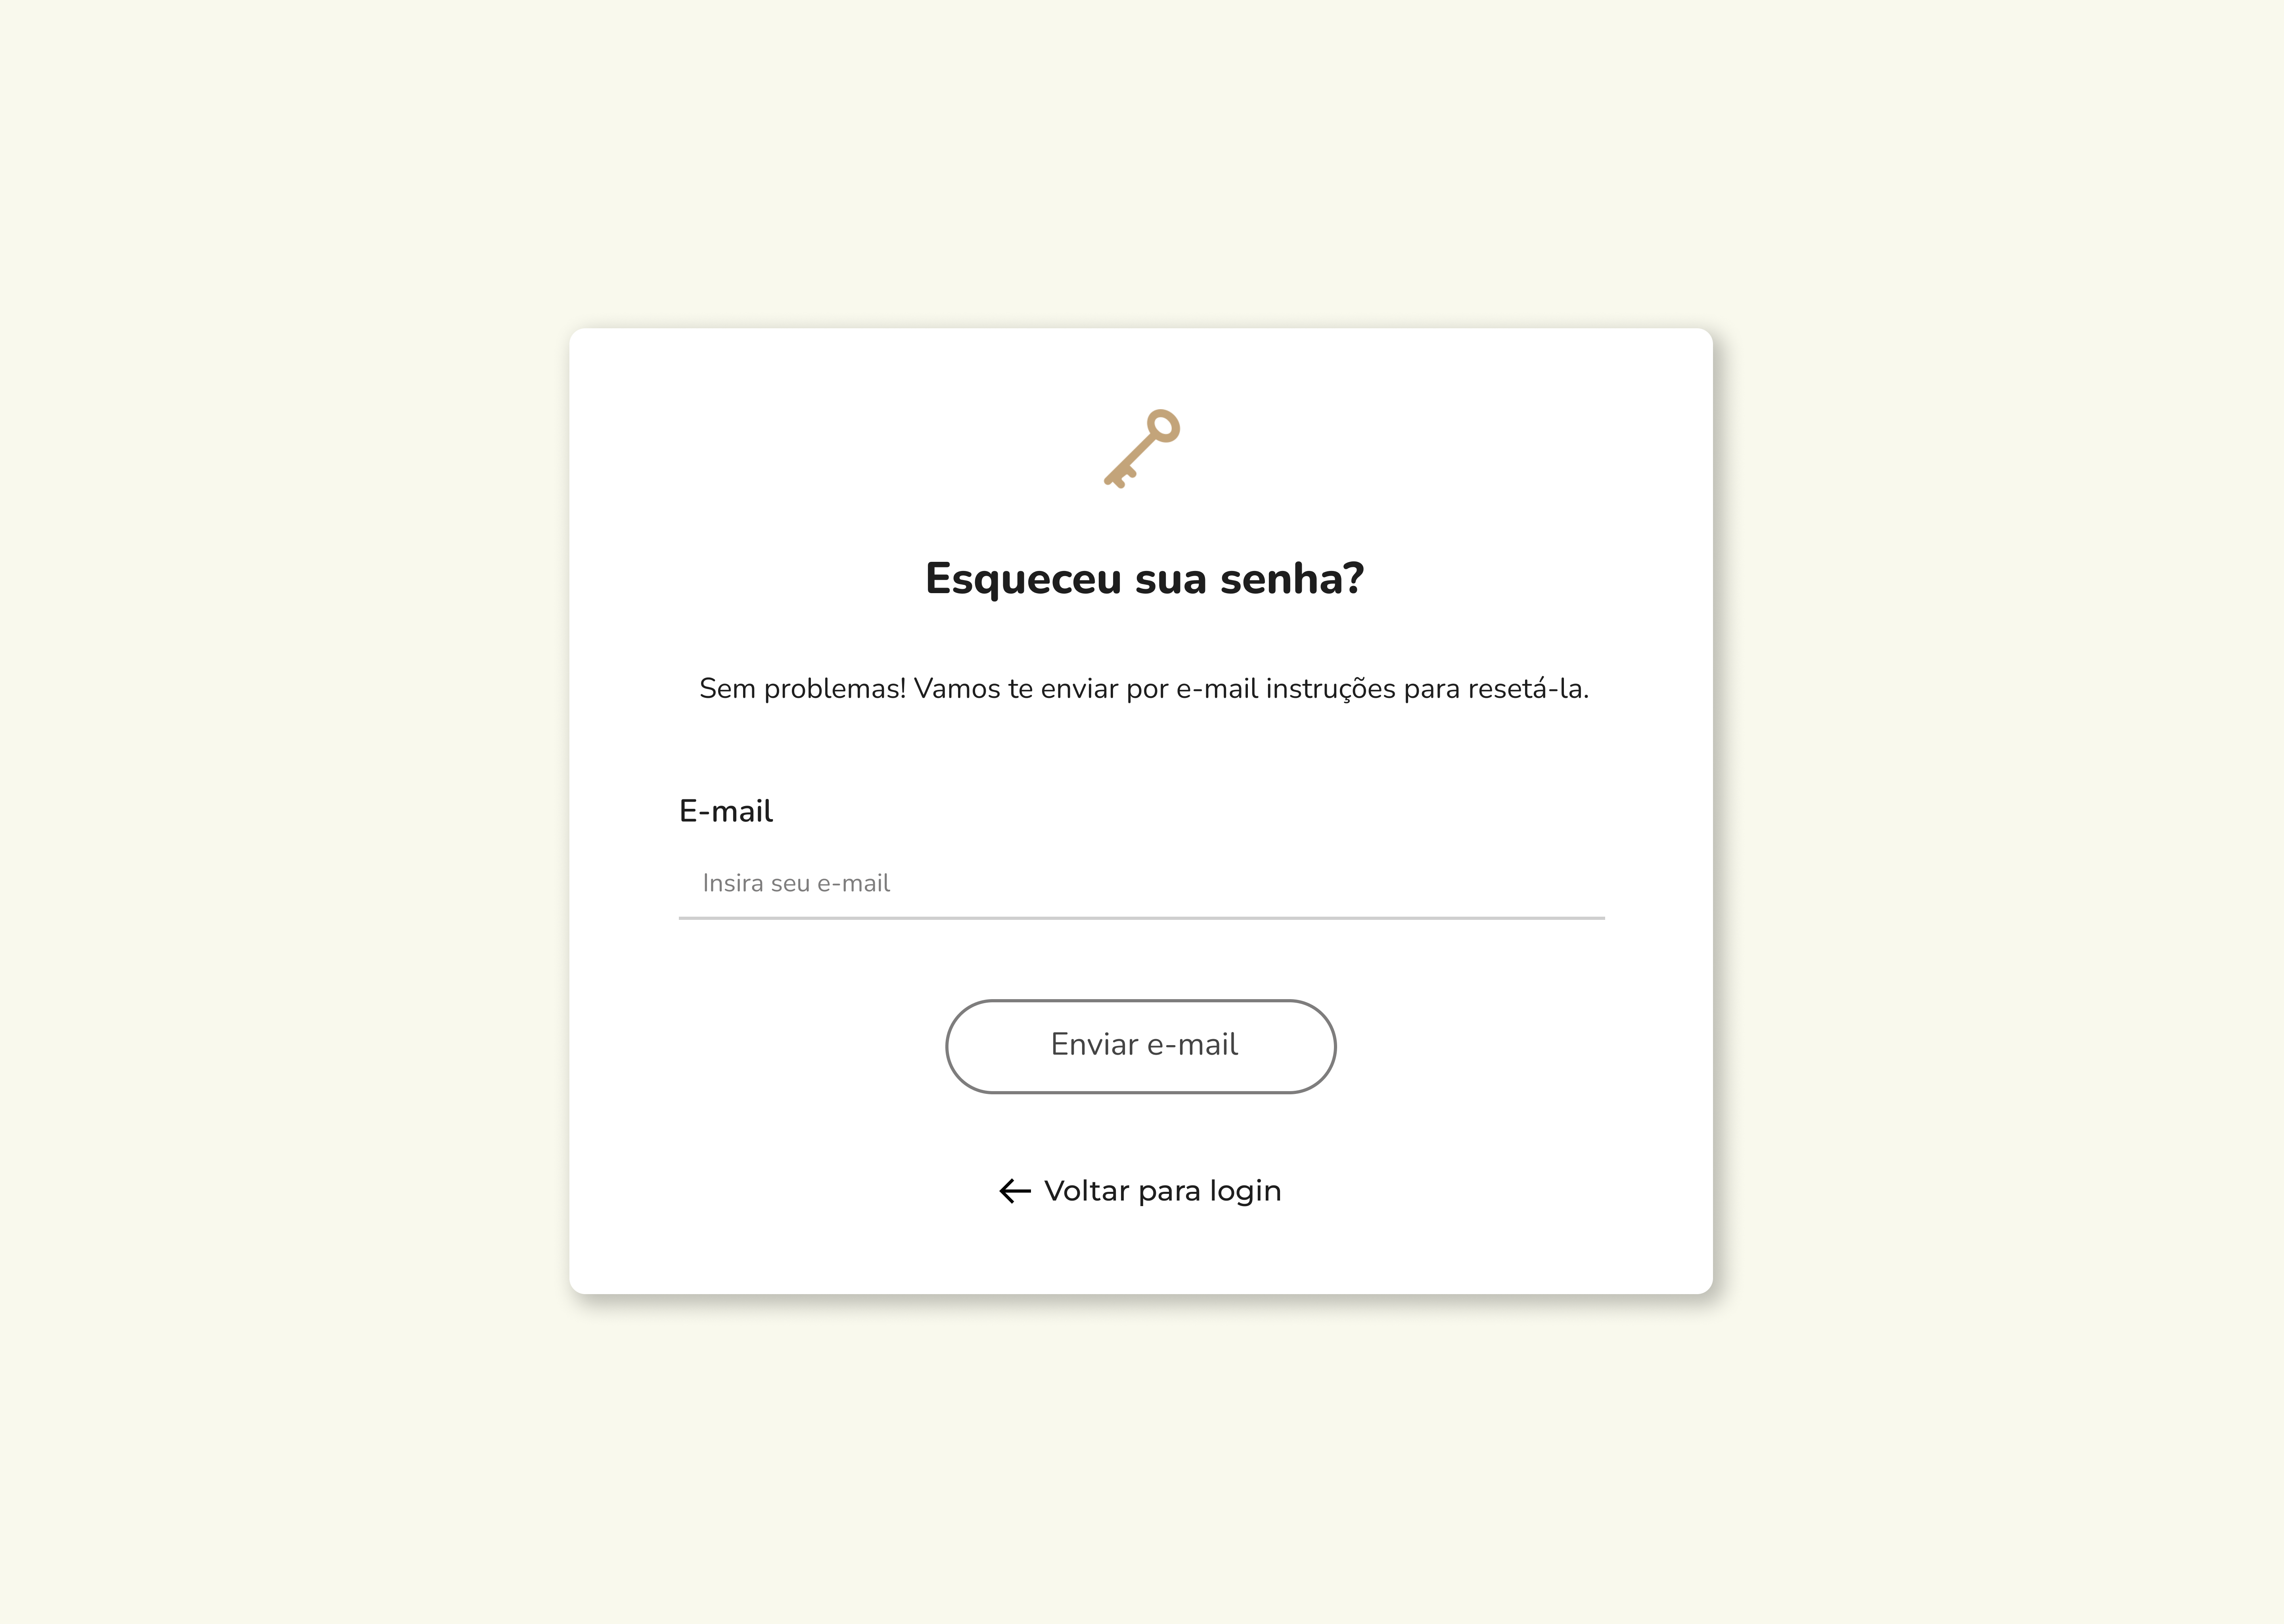 Esqueceu sua senha?
Sem problemas! Vamos te enviar por e-mail instruções para resetá-la.
E-mail
Insira seu e-mail
Enviar e-mail
Voltar para login